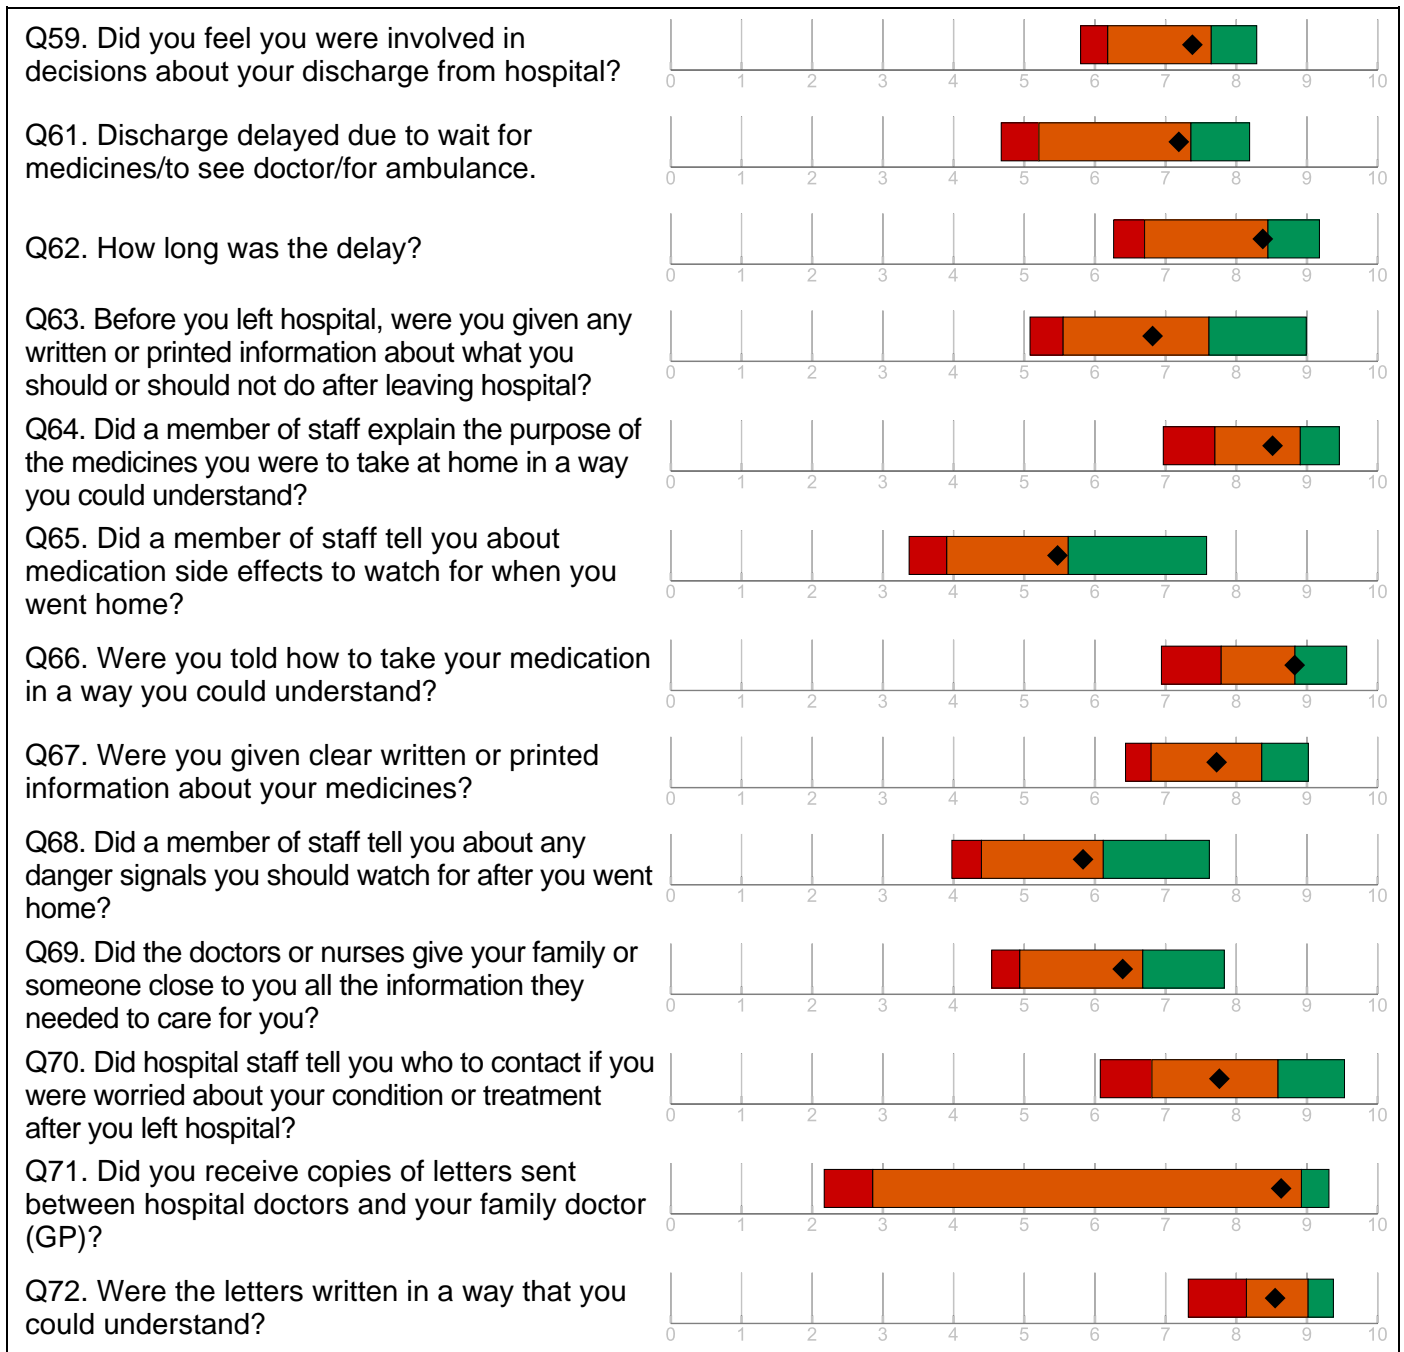 Q59. Did you feel you were involved in
decisions about your discharge from hospital?
0 1 2 3 4 5 6 7 8 9 10
Q61. Discharge delayed due to wait for
medicines/to see doctor/for ambulance.
0 1 2 3 4 5 6 7 8 9 10
Q62. How long was the delay?
0 1 2 3 4 5 6 7 8 9 10
Q63. Before you left hospital, were you given any
written or printed information about what you
should or should not do after leaving hospital?
0 1 2 3 4 5 6 7 8 9 10
Q64. Did a member of staff explain the purpose of
the medicines you were to take at home in a way
you could understand?
0 1 2 3 4 5 6 7 8 9 10
Q65. Did a member of staff tell you about
medication side effects to watch for when you
went home?
0 1 2 3 4 5 6 7 8 9 10
Q66. Were you told how to take your medication
in a way you could understand?
0 1 2 3 4 5 6 7 8 9 10
Q67. Were you given clear written or printed
information about your medicines?
0 1 2 3 4 5 6 7 8 9 10
Q68. Did a member of staff tell you about any
danger signals you should watch for after you went
home?
0 1 2 3 4 5 6 7 8 9 10
Q69. Did the doctors or nurses give your family or
someone close to you all the information they
needed to care for you?
0 1 2 3 4 5 6 7 8 9 10
Q70. Did hospital staff tell you who to contact if you
were worried about your condition or treatment
after you left hospital?
0 1 2 3 4 5 6 7 8 9 10
Q71. Did you receive copies of letters sent
between hospital doctors and your family doctor
(GP)?
0 1 2 3 4 5 6 7 8 9 10
Q72. Were the letters written in a way that you
could understand?
0 1 2 3 4 5 6 7 8 9 10